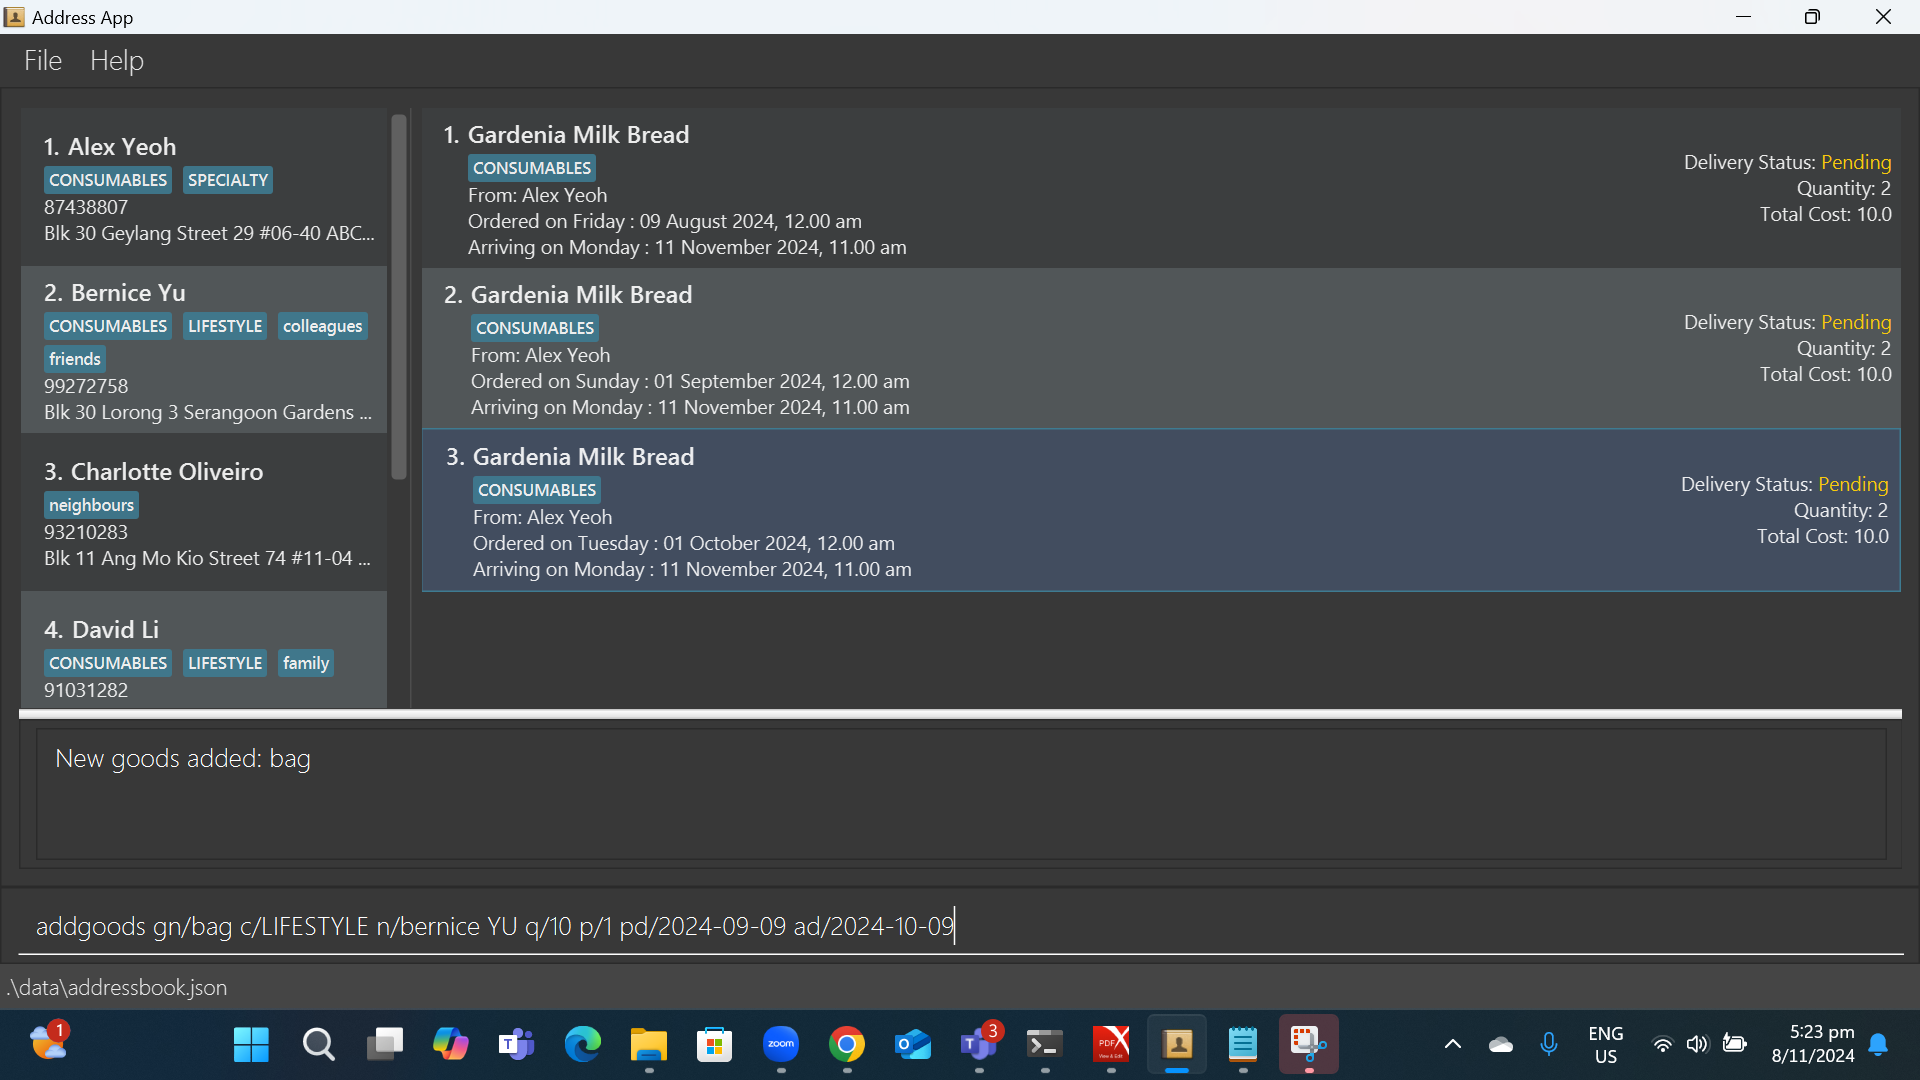 Address App
File Help
1. Alex Yeoh
CONSUMABLES SPECIALTY
87438807
Blk 30 Geylang Street 29 #06-40 ABC...
2. Bernice Yu
CONSUMABLES LIFESTYLE colleagues
friends
99272758
Blk 30 Lorong 3 Serangoon Gardens ...
3. Charlotte Oliveiro
neighbours
93210283
Blk 11 Ang Mo Kio Street 74 #11-04 ...
4. David Li
CONSUMABLES LIFESTYLE family
91031282
1. Gardenia Milk Bread
CONSUMABLES
From: Alex Yeoh
Ordered on Friday : 09 August 2024, 12.00 am
Arriving on Monday : 11 November 2024, 11.00 am
Delivery Status: Pending
Quantity: 2
Total Cost: 10.0
2. Gardenia Milk Bread
CONSUMABLES
From: Alex Yeoh
Ordered on Sunday : 01 September 2024, 12.00 am
Arriving on Monday : 11 November 2024, 11.00 am
Delivery Status: Pending
Quantity: 2
Total Cost: 10.0
3. Gardenia Milk Bread
CONSUMABLES
From: Alex Yeoh
Ordered on Tuesday : 01 October 2024, 12.00 am
Arriving on Monday : 11 November 2024, 11.00 am
Delivery Status: Pending
Quantity: 2
Total Cost: 10.0
New goods added: bag
addgoods gn/bag c/LIFESTYLE n/bernice YU q/10 p/1 pd/2024-09-09 ad/2024-10-09
.\data\addressbook.json
1
zoom
3
PDF
View & Edit
ENG
US
5:23 pm
8/11/2024